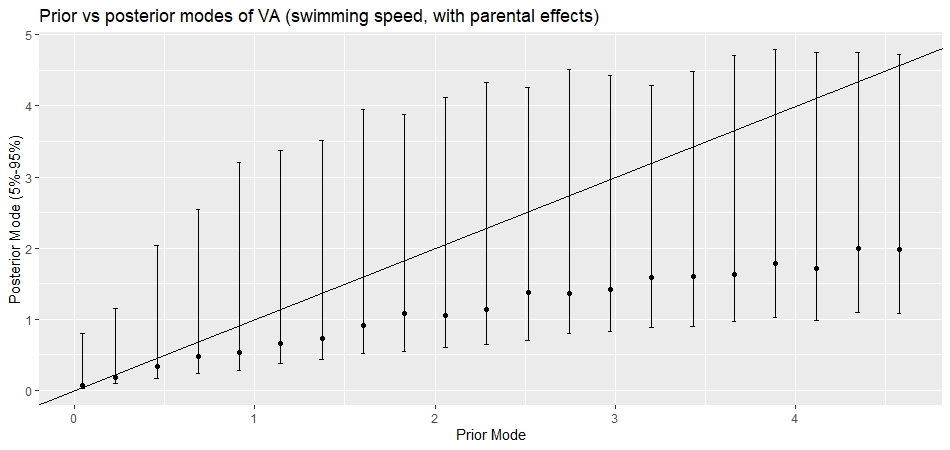 Prior vs posterior modes of VA (swimming speed, with parental effects)
Posterior Mode (5%-95%)
5
4
3
2
1
0
0 1 2 3 4
Prior Mode